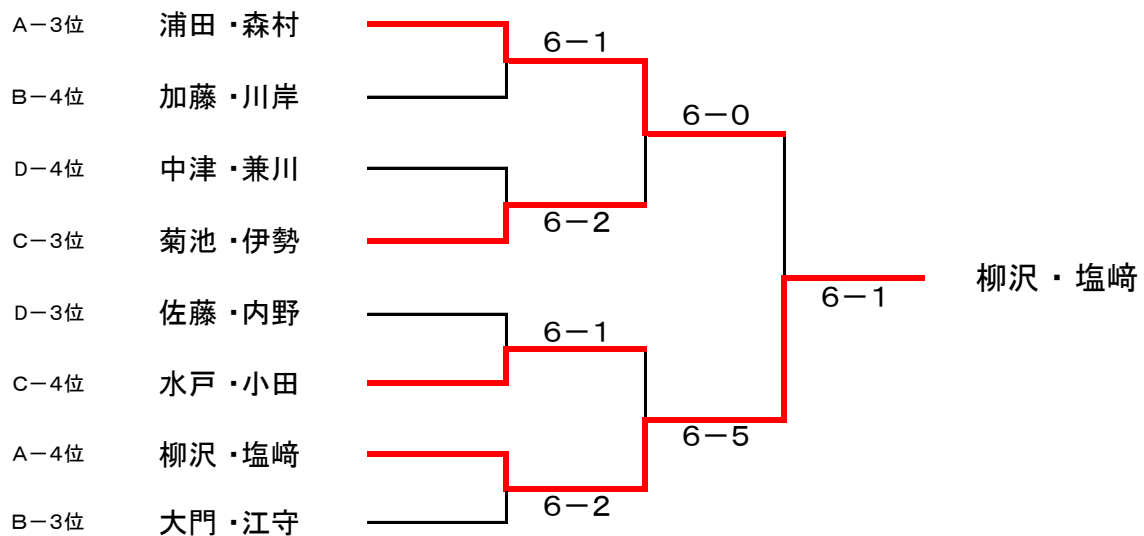 A－3位 浦田・森村
6－1
B－4位 加藤・川岸
6－0
D－4位 中津・兼川
6－2
C－3位 菊池・伊勢
柳沢・塩﨑
6－1
D－3位 佐藤・内野
6－1
C－4位 水戸・小田
6－5
A－4位 柳沢・塩﨑
6－2
B－3位 大門・江守